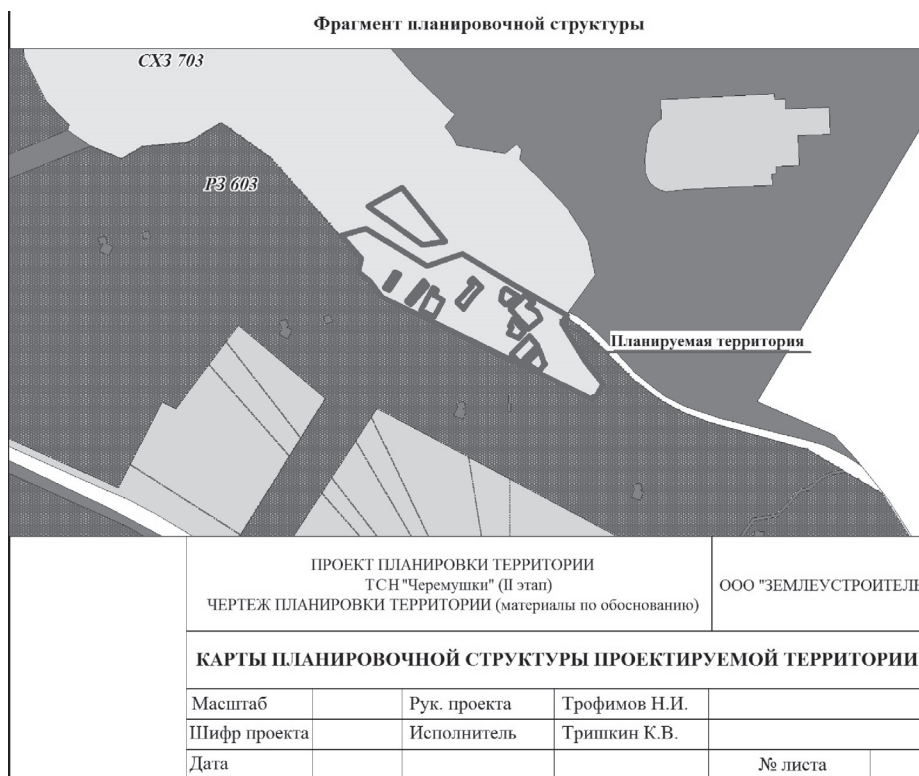 Фрагмент планировочной структуры
СХЗ 703
РЗ 603
Планируемая территория
ПРОЕКТ ПЛАНИРОВКИ ТЕРРИТОРИИ
ТСН "Черемушки" (II этап)
ЧЕРТЕЖ ПЛАНИРОВКИ ТЕРРИТОРИИ (материалы по обоснованию)
ООО "ЗЕМЛЕУСТРОИТЕЛЬ
КАРТЫ ПЛАНИРОВОЧНОЙ СТРУКТУРЫ ПРОЕКТИРУЕМОЙ ТЕРРИТОРИИ
Масштаб Рук. проекта Трофимов Н.И.
Шифр проекта Исполнитель Тришкин К.В.
Дата № листа